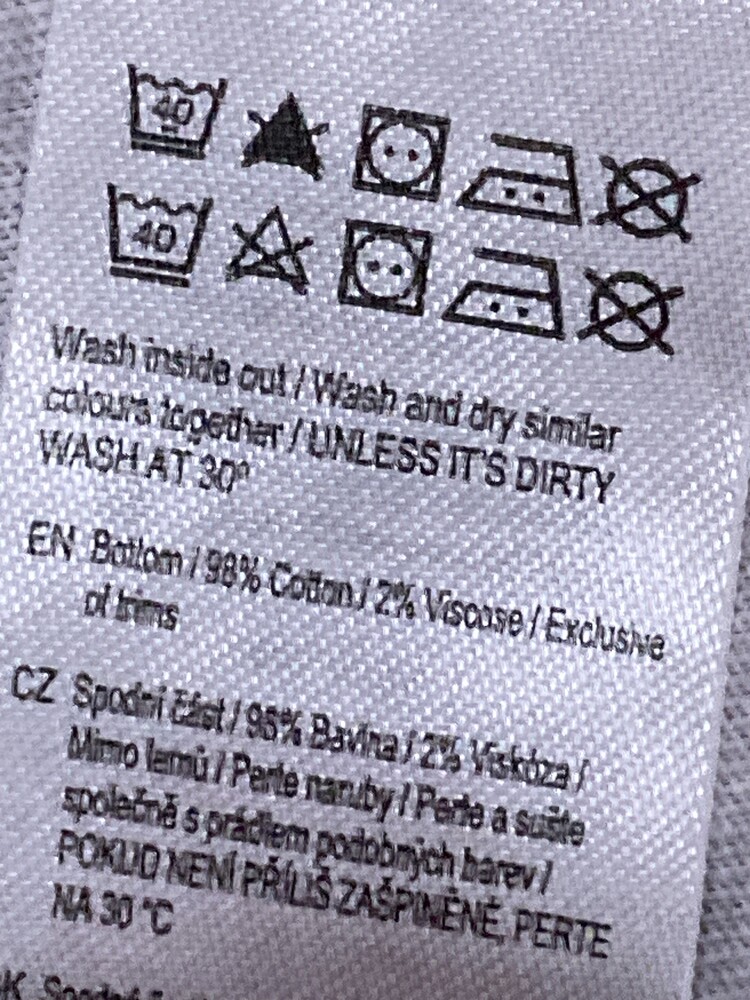 40
40
Wash inside out / Wash and dry similar
colours together / UNLESS IT'S DIRTY
WASH AT 30°
EN Bottom / 98% Cotton / 2% Viscose / Exclusive
of trims
CZ Spodní část / 98% Bavlna / 2% Viskóza /
Mimo lemů / Perte naruby / Perte a sušte
společně s prádlem podobných barev /
POKUD NENÍ PŘÍLIŠ ZAŠPINĚNÉ, PERTE
NA 30 °C